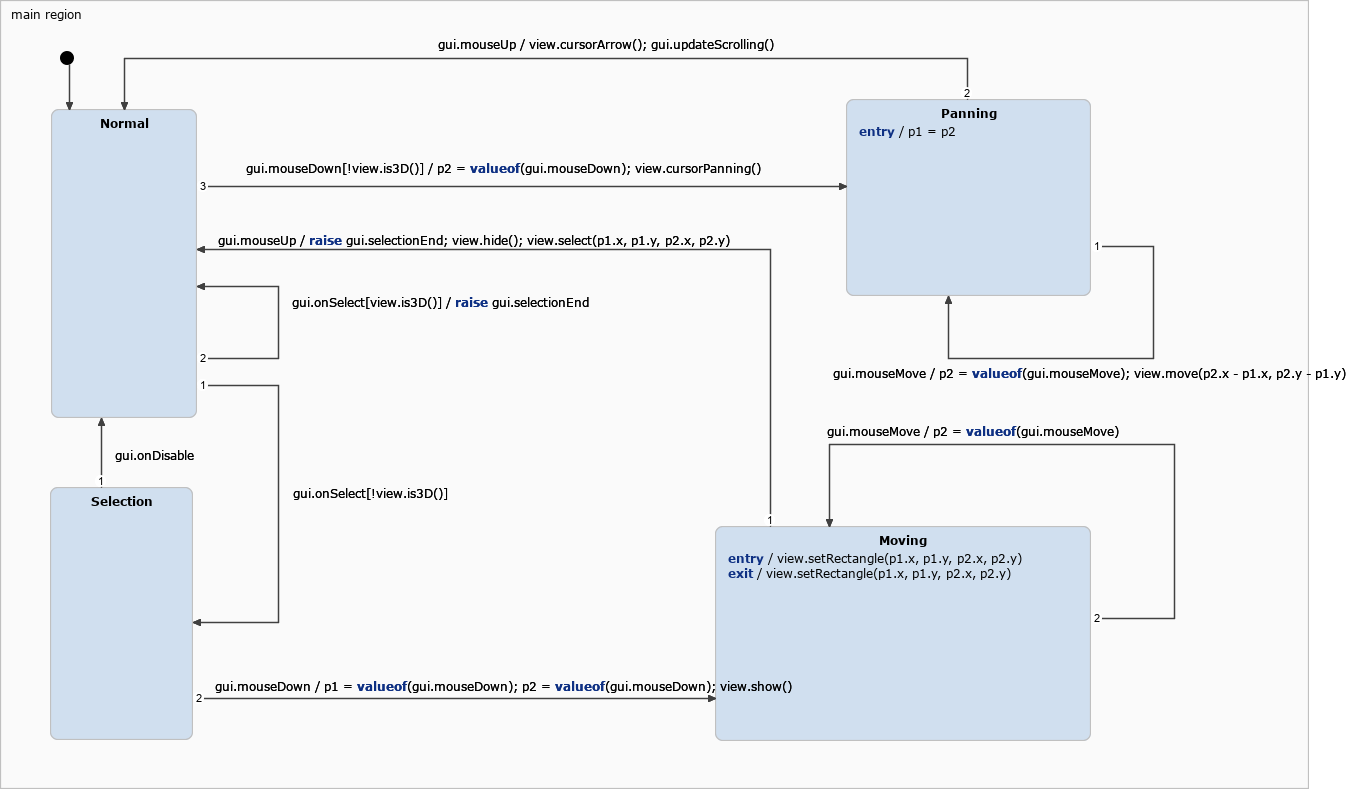 main region
gui.mouseUp / view.cursorArrow(); gui.updateScrolling()
2
Normal
Panning
entry / p1 = p2
gui.mouseDown[!view.is3D()] / p2 = valueof(gui.mouseDown); view.cursorPanning()
3
gui.mouseUp / raise gui.selectionEnd; view.hide(); view.select(p1.x, p1.y, p2.x, p2.y)
1
gui.onSelect[view.is3D()] / raise gui.selectionEnd
2
gui.mouseMove / p2 = valueof(gui.mouseMove); view.move(p2.x - p1.x, p2.y - p1.y)
1
gui.mouseMove / p2 = valueof(gui.mouseMove)
gui.onDisable
1
Selection
gui.onSelect[!view.is3D()]
1
Moving
entry / view.setRectangle(p1.x, p1.y, p2.x, p2.y)
exit / view.setRectangle(p1.x, p1.y, p2.x, p2.y)
2
gui.mouseDown / p1 = valueof(gui.mouseDown); p2 = valueof(gui.mouseDown); view.show()
2